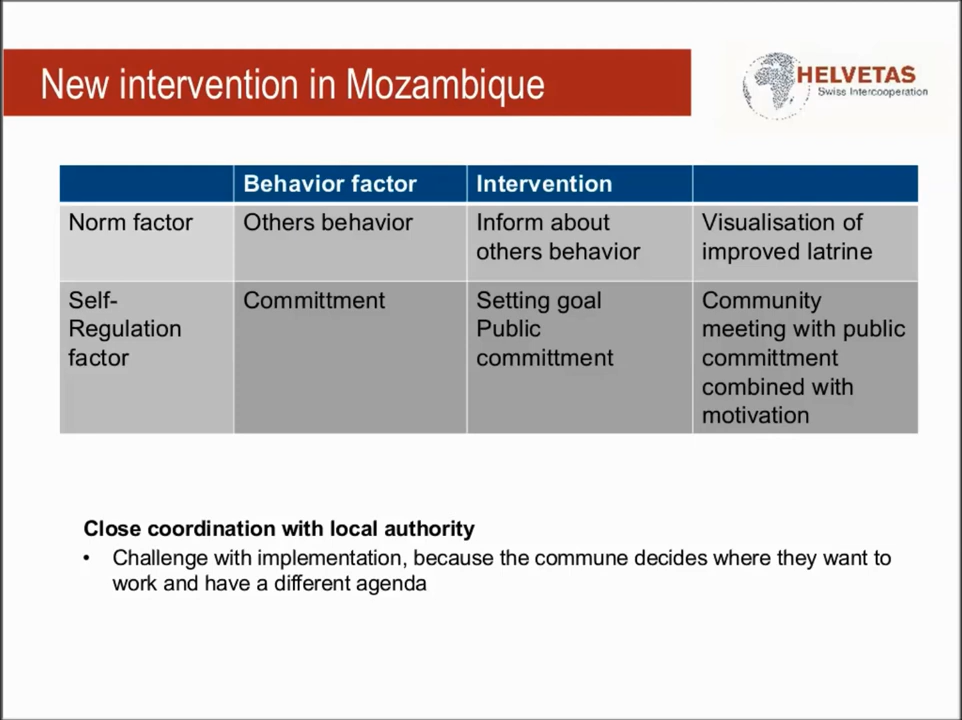 New intervention in Mozambique
HELVETAS
Swiss Intercooperation
Behavior factor
Intervention
Norm factor
Others behavior
Inform about
others behavior
Visualisation of
improved latrine
Self-
Regulation
factor
Committment
Setting goal
Public
committment
Community
meeting with public
committment
combined with
motivation
Close coordination with local authority
• Challenge with implementation, because the commune decides where they want to
work and have a different agenda